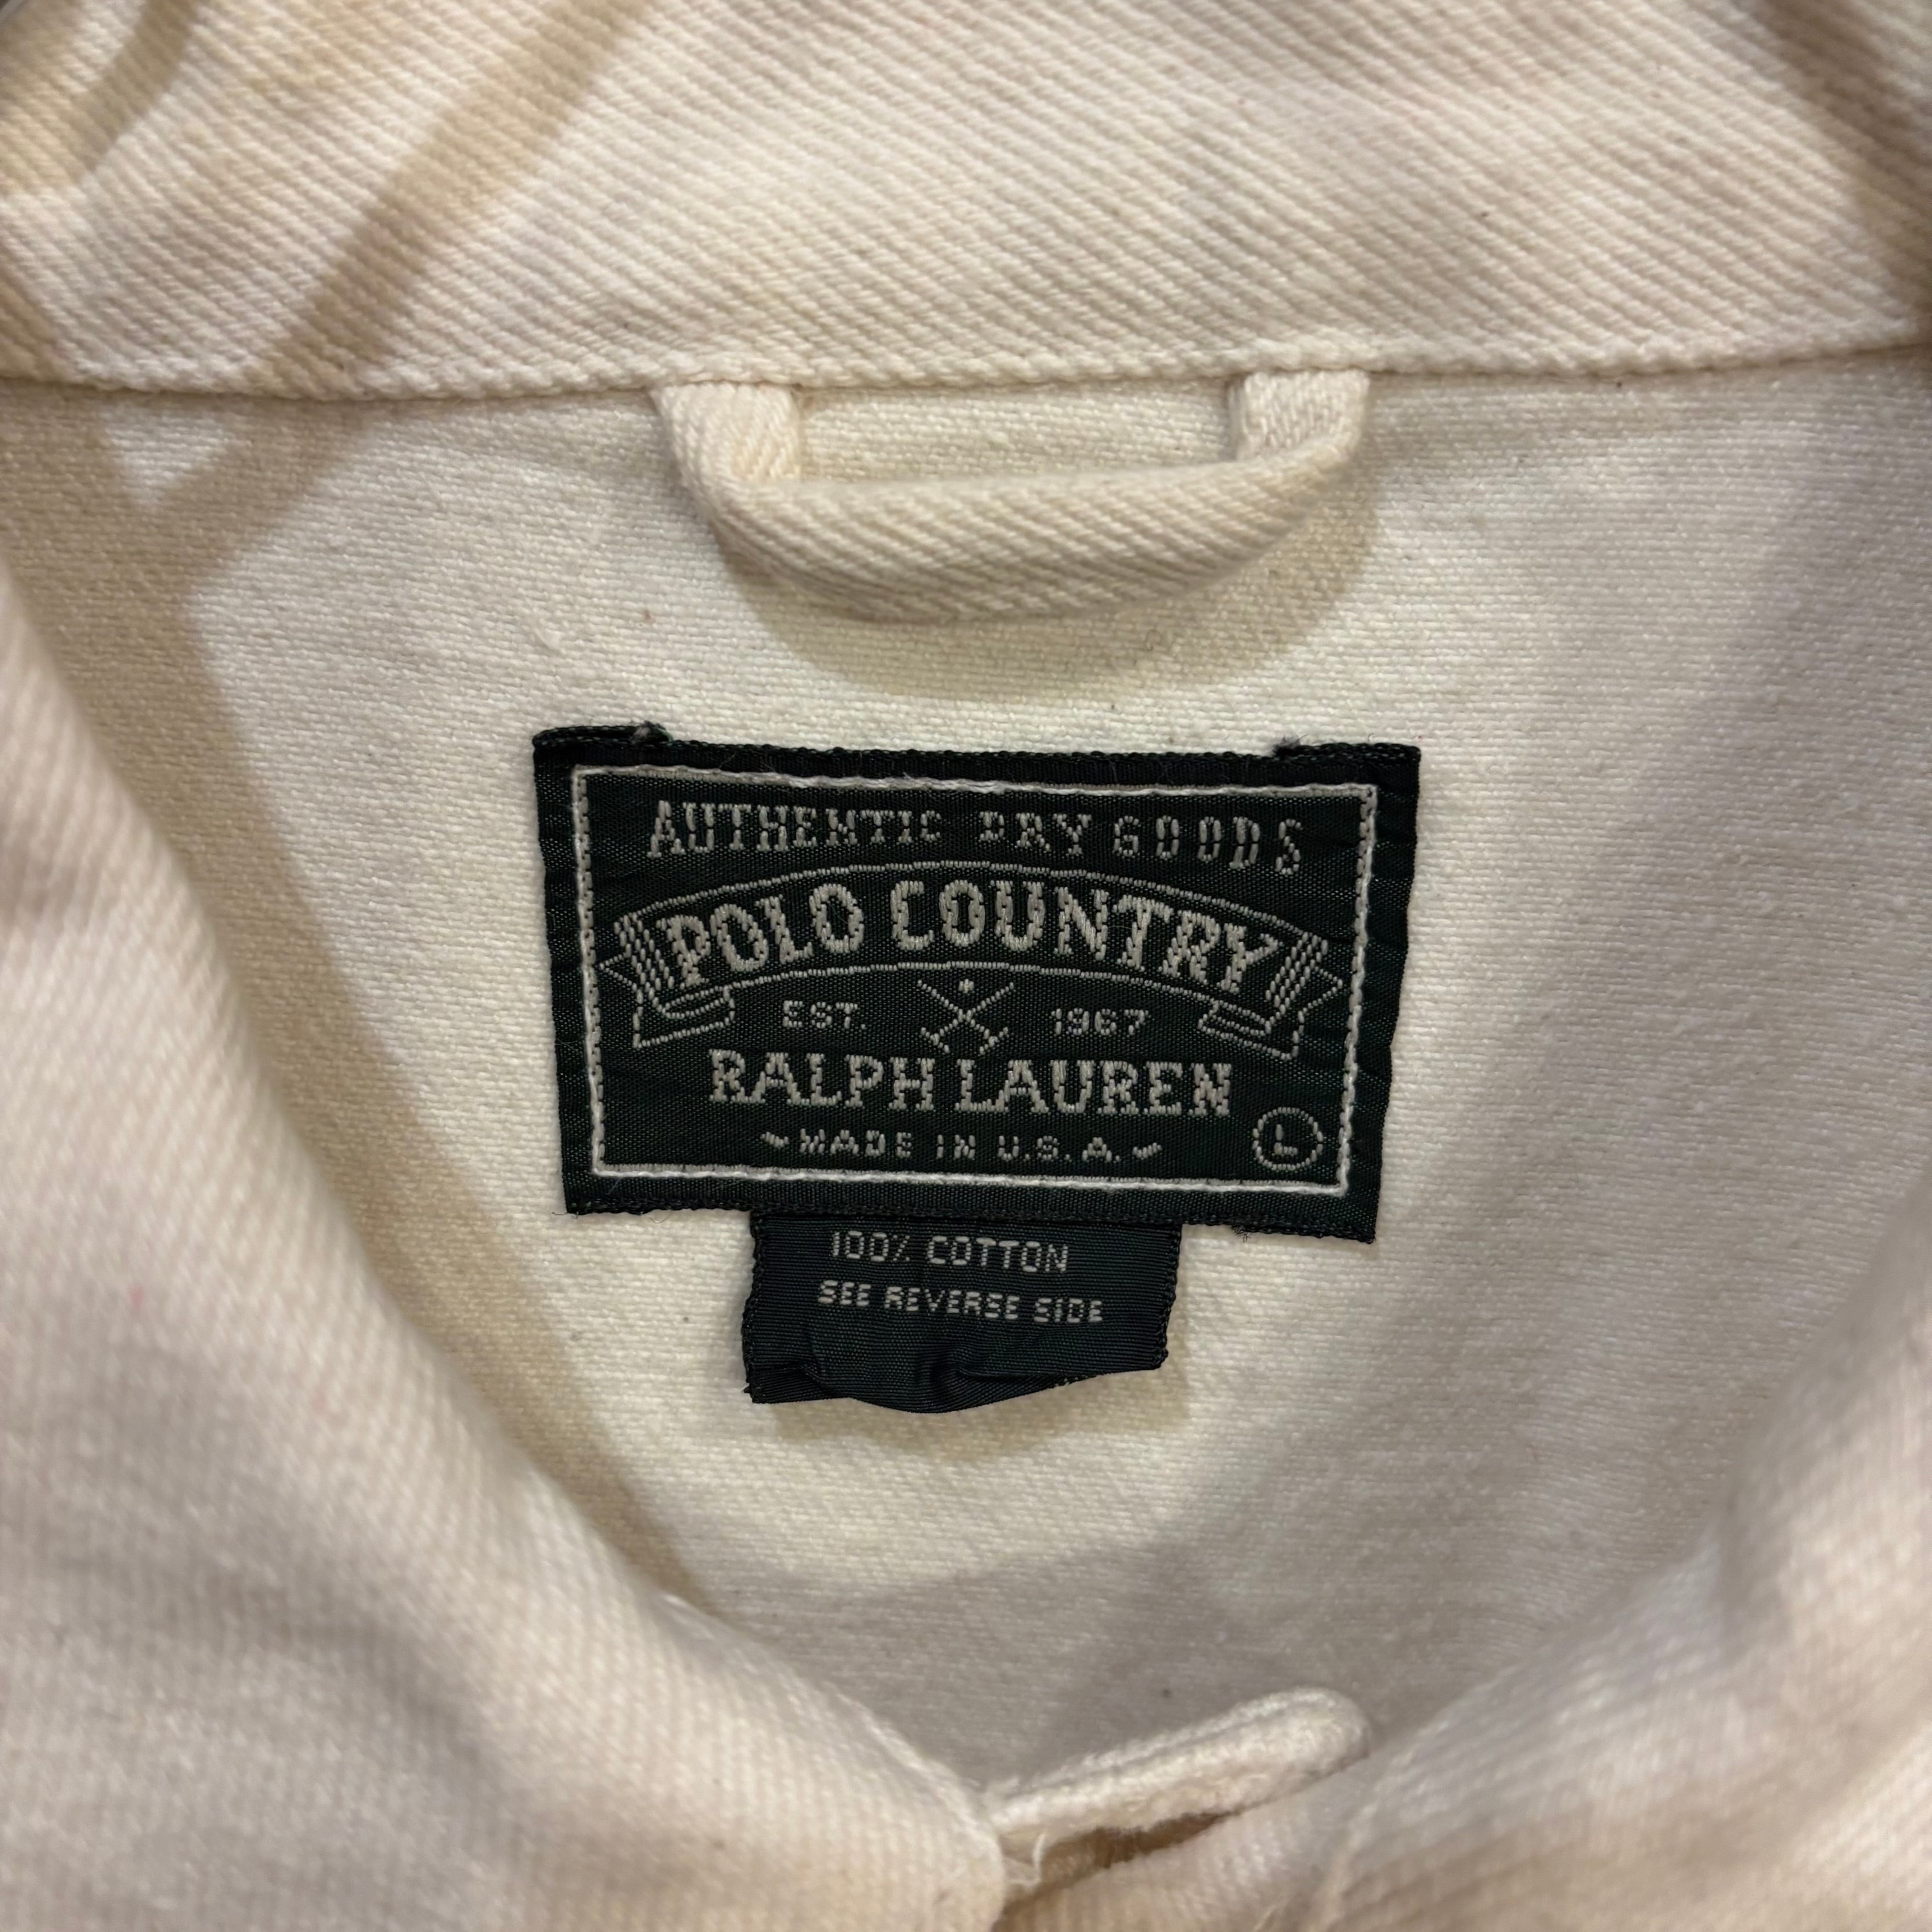 AUTHENTIC DRY GOODS
POLO COUNTRY
EST. 1967
RALPH LAUREN
MADE IN U.S.A.
L
100% COTTON
SEE REVERSE SIDE